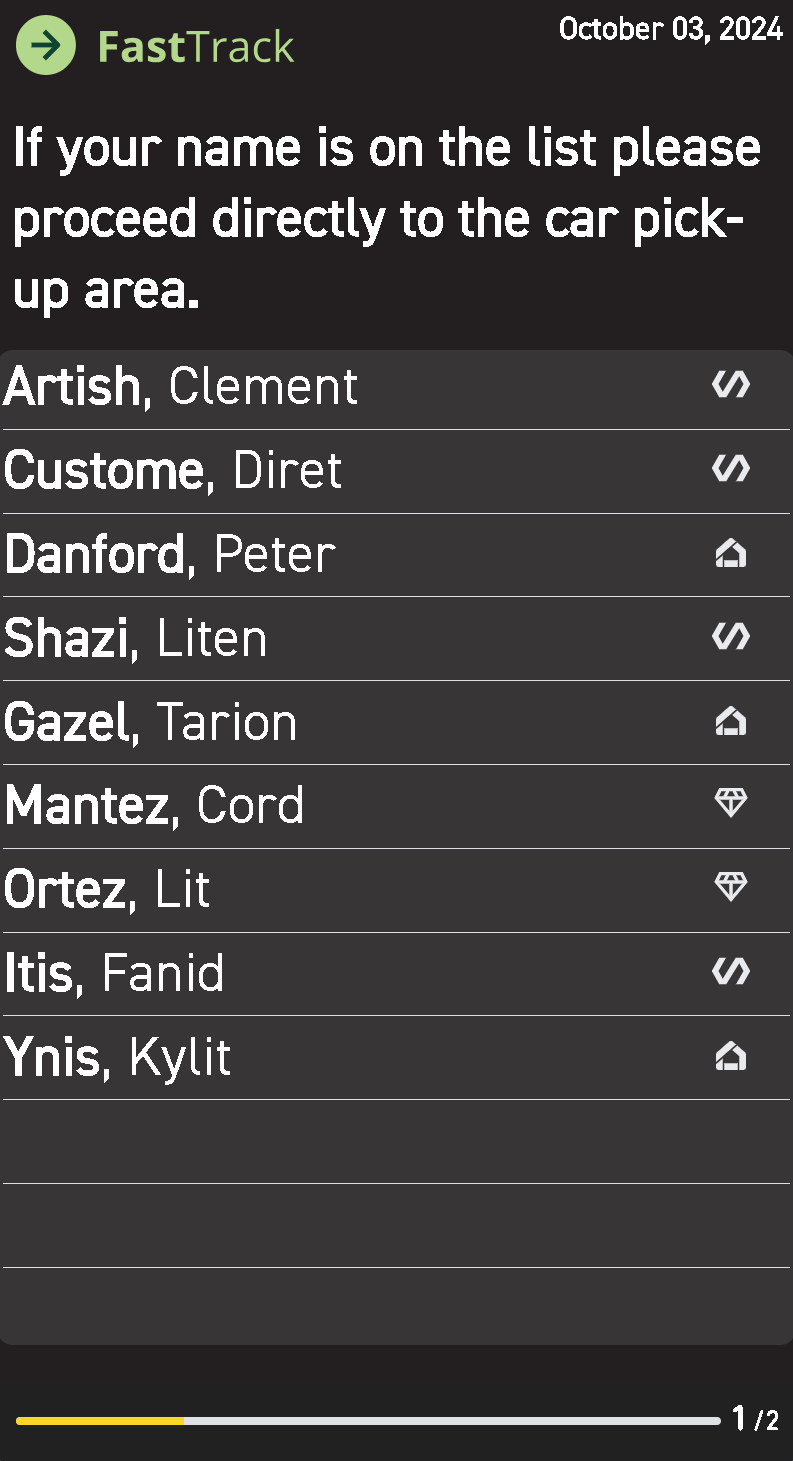 FastTrack
October 03, 2024
If your name is on the list please
proceed directly to the car pick-
up area.
Artish, Clement
Custome, Diret
Danford, Peter
Shazi, Liten
Gazel, Tarion
Mantez, Cord
Ortez, Lit
Itis, Fanid
Ynis, Kylit
1 /2